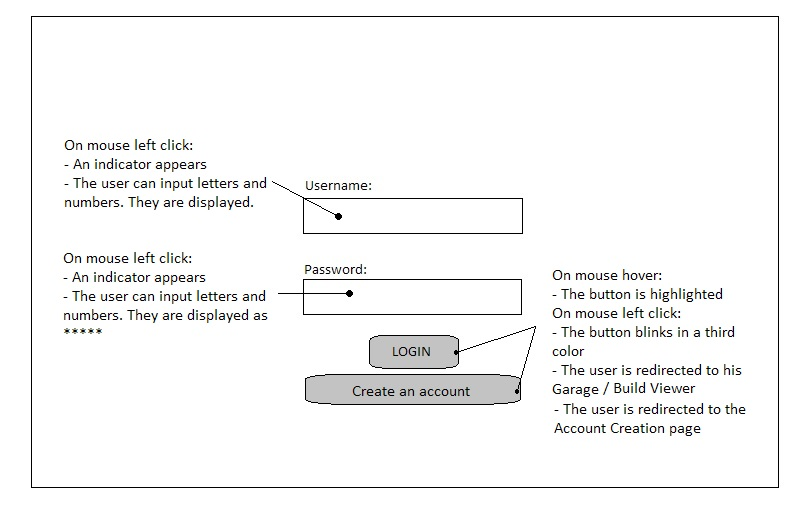 On mouse left click:
- An indicator appears
- The user can input letters and
numbers. They are displayed.
Username:
On mouse left click:
- An indicator appears
- The user can input letters and
numbers. They are displayed as
*****
Password:
LOGIN
Create an account
On mouse hover:
- The button is highlighted
On mouse left click:
- The button blinks in a third
color
- The user is redirected to his
Garage / Build Viewer
- The user is redirected to the
Account Creation page